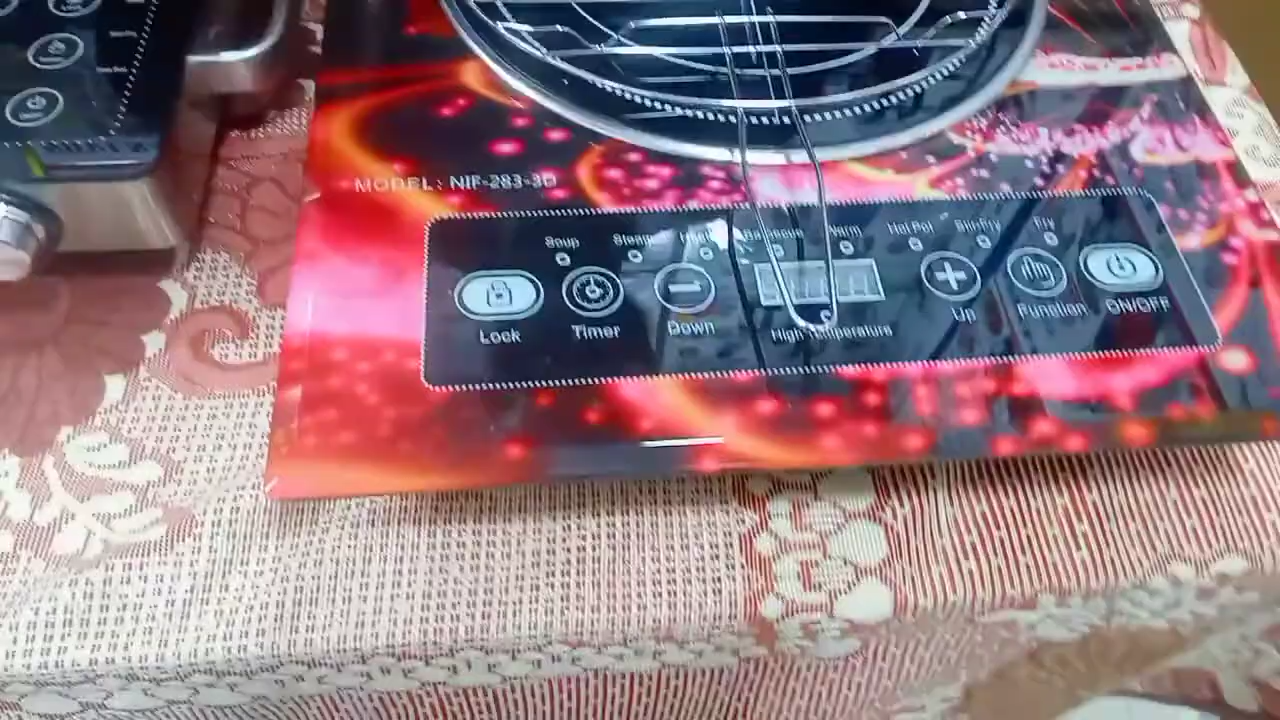 MODEL: NIF-283-3D
Soup Steam Barbecue Warm Hot Pot Stir-Fry Fry
Lock Timer Down High Temperature Up Function ON/OFF